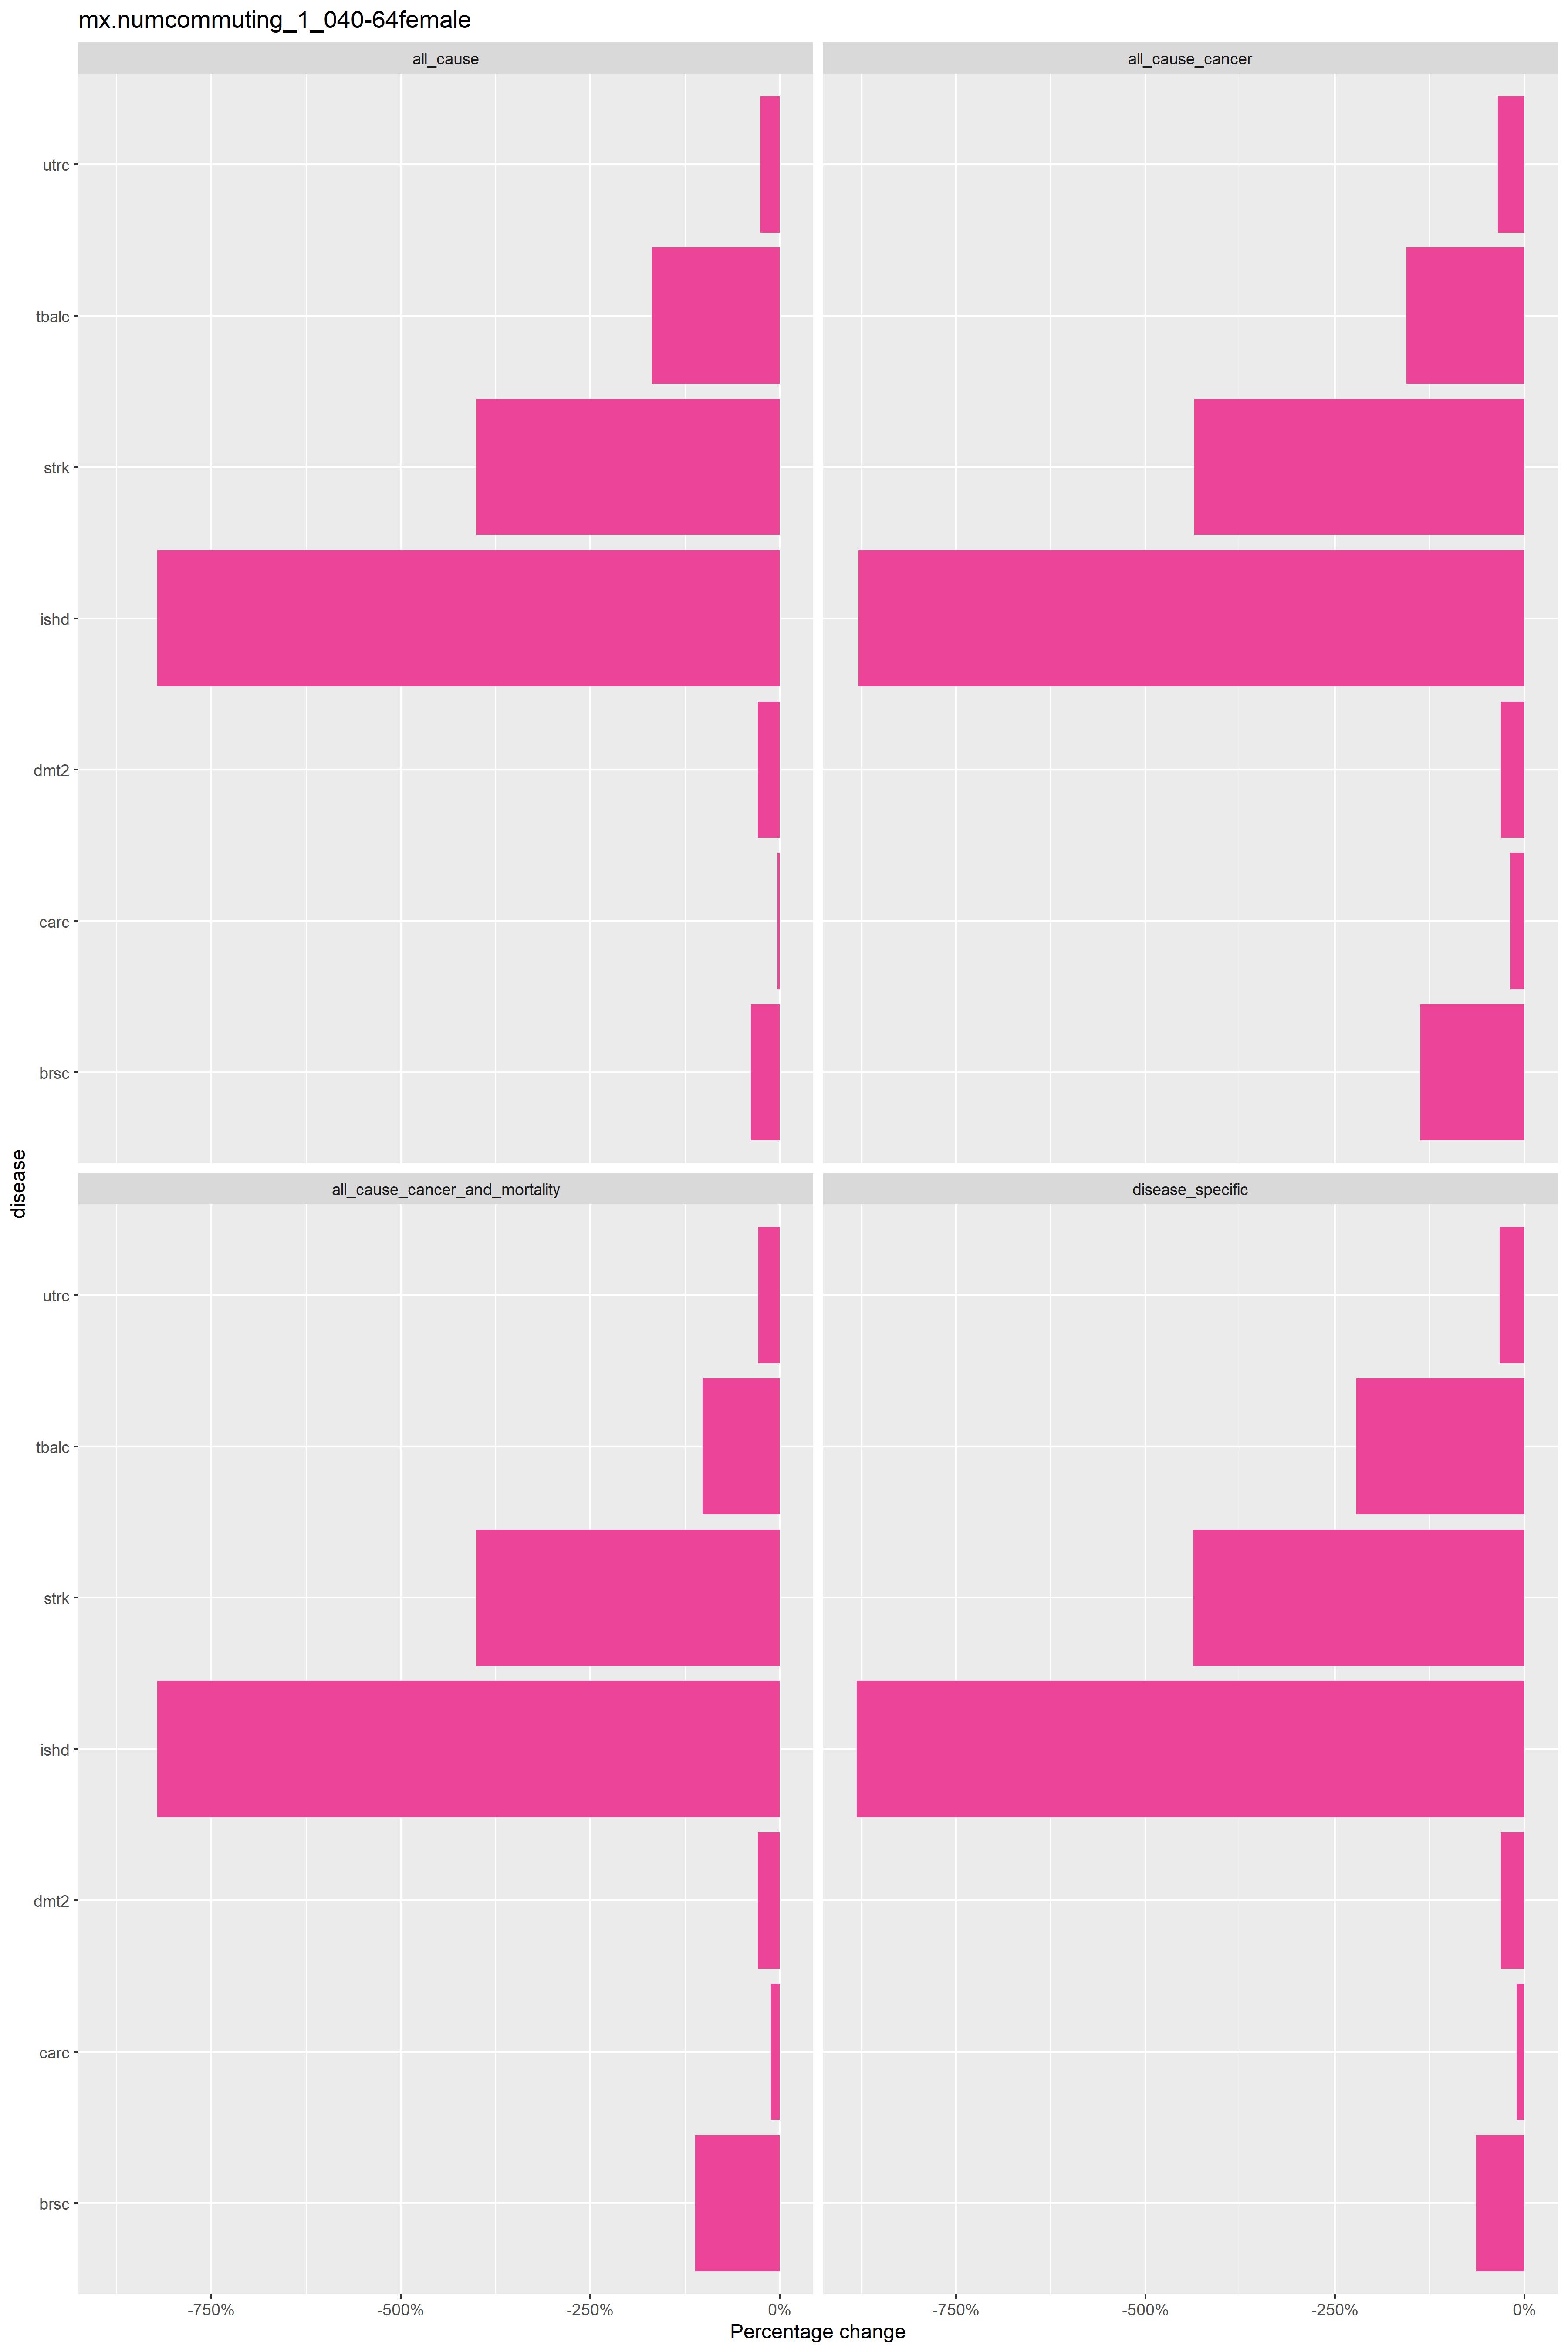 mx.numcommuting_1_040-64female
all_cause
all_cause_cancer
utrc
tbalc
strk
ishd
dmt2
carc
brsc
disease
all_cause_cancer_and_mortality
disease_specific
utrc
tbalc
strk
ishd
dmt2
carc
brsc
-750%
-500%
-250%
0%
-750%
-500%
-250%
0%
Percentage change